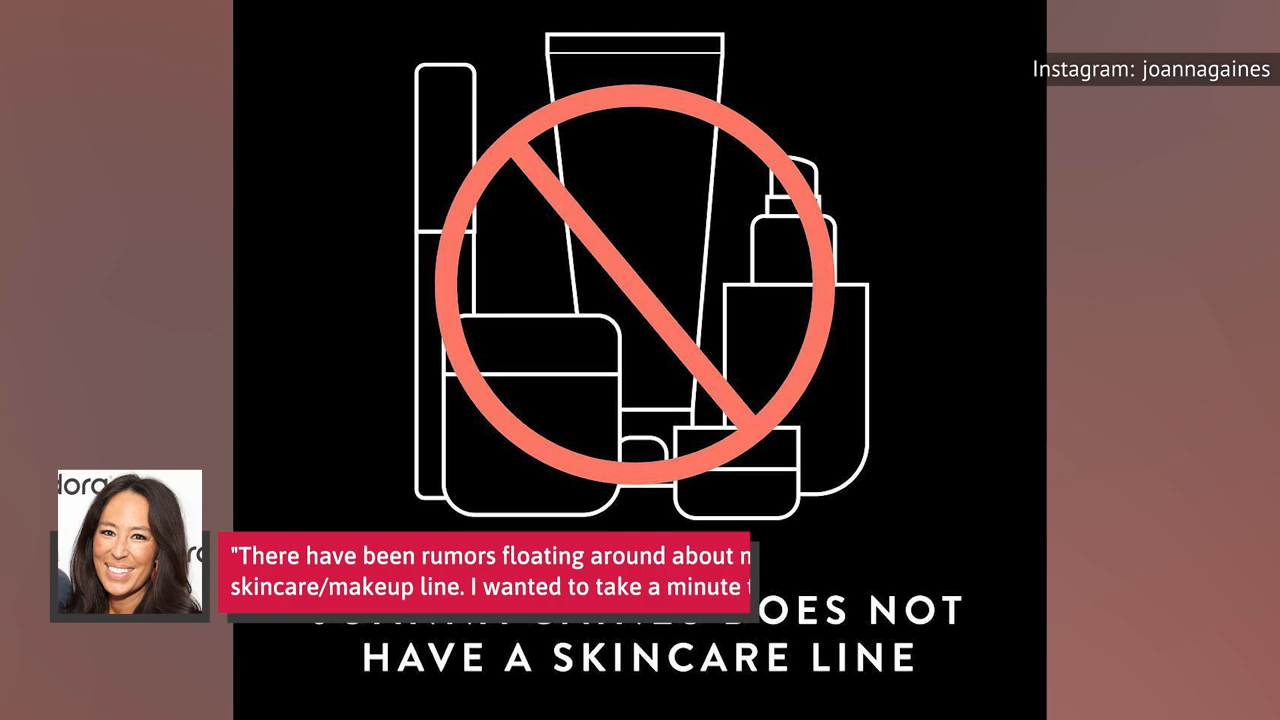 Instagram: joannagaines
dora
"There have been rumors floating around about
skincare/makeup line. I wanted to take a minute
DOES NOT
HAVE A SKINCARE LINE